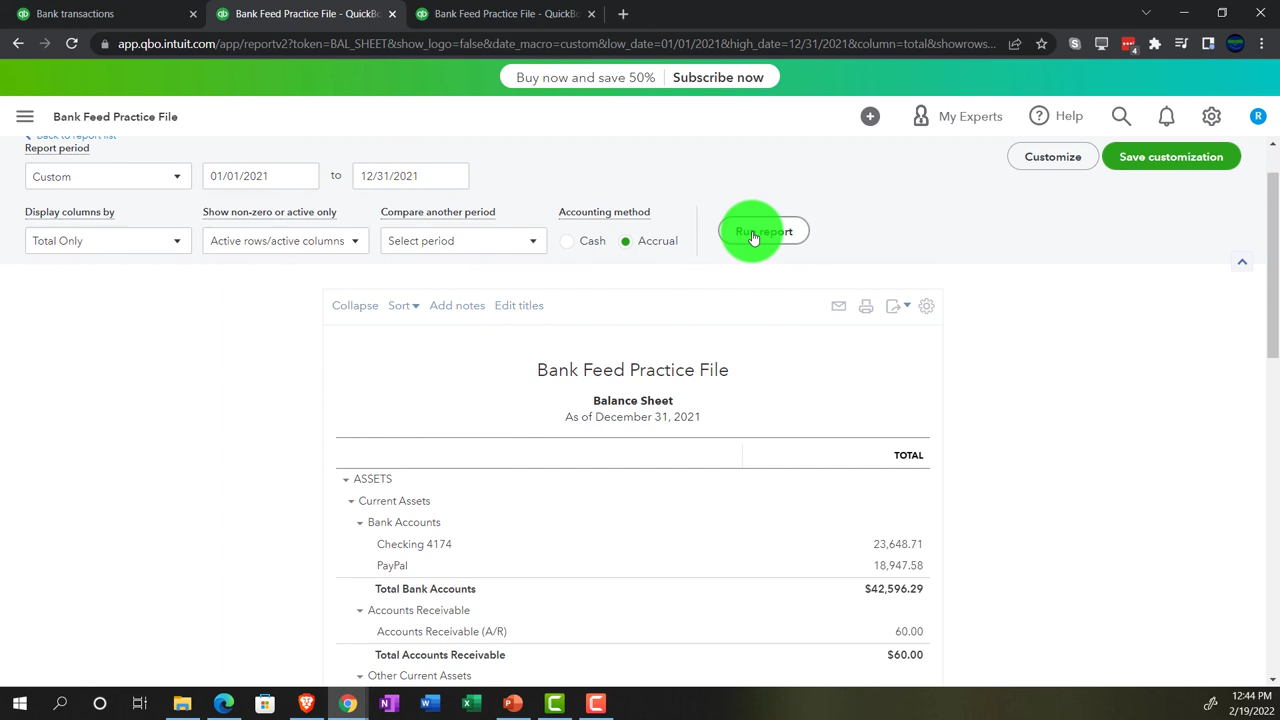 Bank transactions
Bank Feed Practice File - QuickBo
Bank Feed Practice File - QuickBo
app.qbo.intuit.com/app/reportv2?token=BAL_SHEET&show_logo=false&date_macro=custom&low_date=01/01/2021&high_date=12/31/2021&column=total&showrows...
4
Buy now and save 50% Subscribe now
Bank Feed Practice File
My Experts
Help
R
Back to report list
Report period
Custom
01/01/2021
to
12/31/2021
Customize
Save customization
Display columns by
Show non-zero or active only
Compare another period
Accounting method
Total Only
Active rows/active columns
Select period
Cash
Accrual
Run report
Collapse
Sort
Add notes
Edit titles
Bank Feed Practice File
Balance Sheet
As of December 31, 2021
TOTAL
ASSETS
Current Assets
Bank Accounts
Checking 4174 23,648.71
PayPal 18,947.58
Total Bank Accounts $42,596.29
Accounts Receivable
Accounts Receivable (A/R) 60.00
Total Accounts Receivable $60.00
Other Current Assets
12:44 PM
2/19/2022